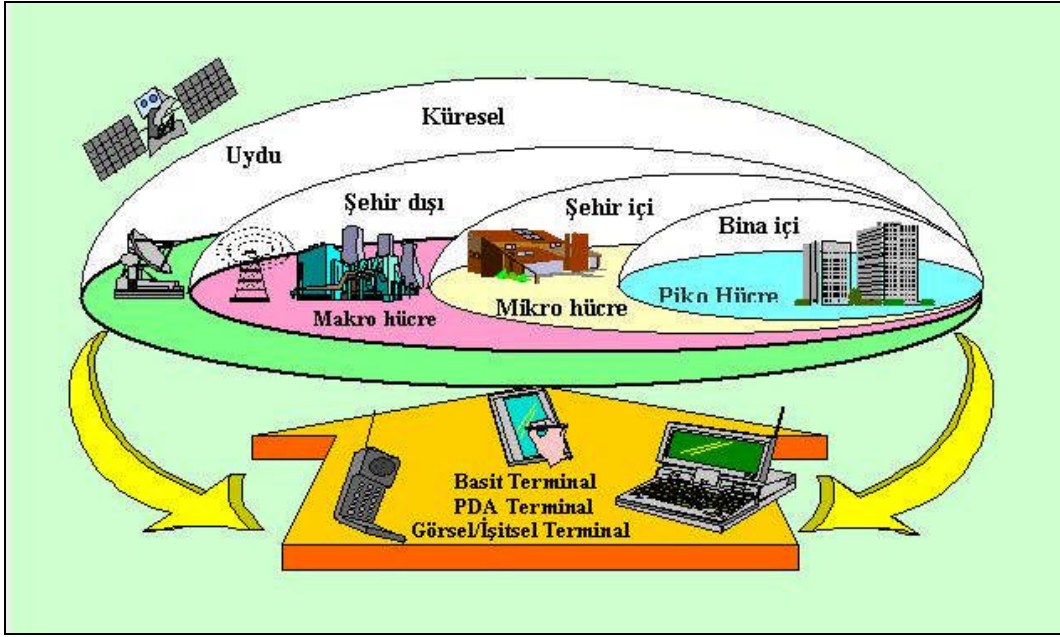 Küresel
Uydu
Şehir dışı
Şehir içi
Bina içi
Makro hücre
Mikro hücre
Piko Hücre
Basit Terminal
PDA Terminal
Görsel/İşitsel Terminal